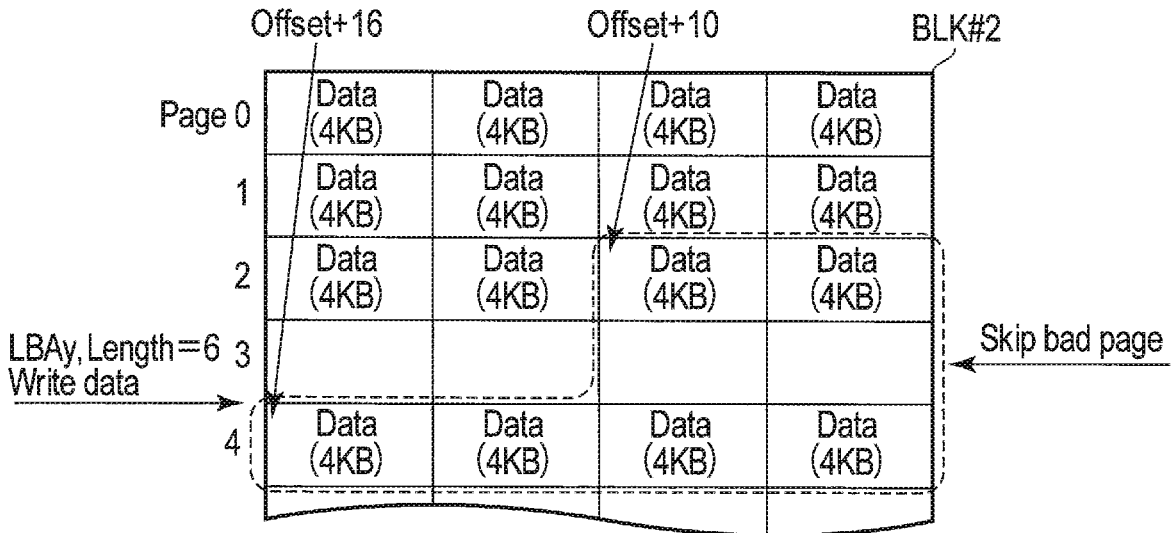 Offset+16 Offset+10 BLK#2
Page 0 Data Data Data Data
(4KB) (4KB) (4KB) (4KB)
1 Data Data Data Data
(4KB) (4KB) (4KB) (4KB)
2 Data Data Data Data
(4KB) (4KB) (4KB) (4KB)
LBAy, Length=6 3 Skip bad page
Write data
4 Data Data Data Data
(4KB) (4KB) (4KB) (4KB)